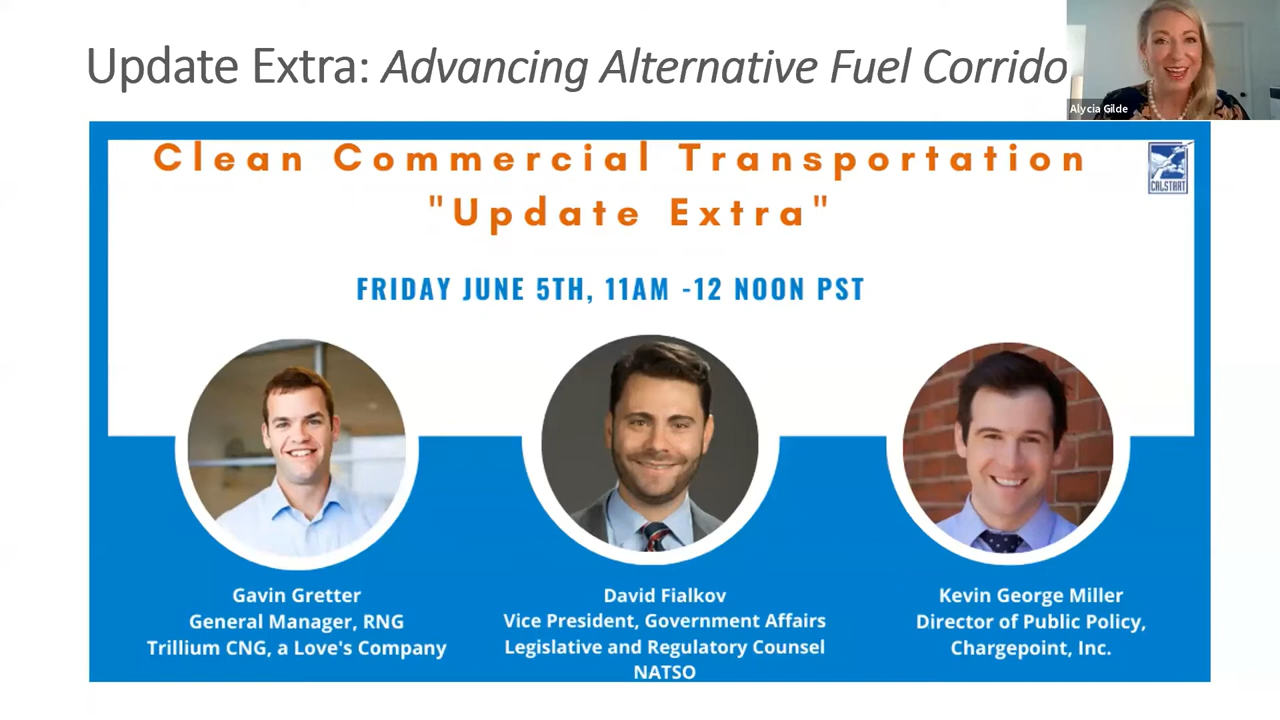 Update Extra: Advancing Alternative Fuel Corrido
Alycia Gilde
Clean Commercial Transportation
"Update Extra"
CALSTART
FRIDAY JUNE 5TH, 11AM -12 NOON PST
Gavin Gretter
General Manager, RNG
Trillium CNG, a Love's Company
David Fialkov
Vice President, Government Affairs
Legislative and Regulatory Counsel
NATSO
Kevin George Miller
Director of Public Policy,
Chargepoint, Inc.